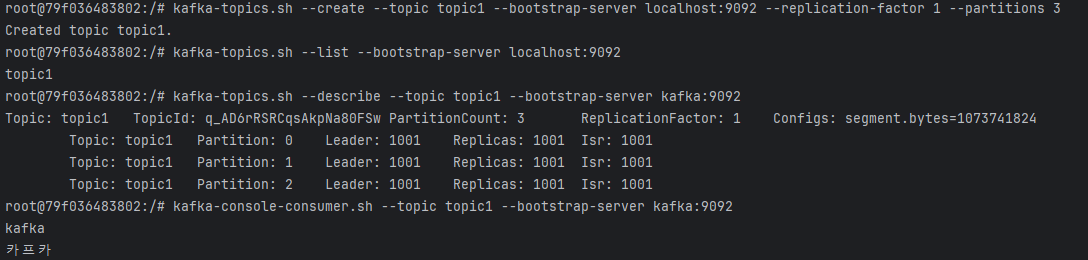 root@79f036483802:/# kafka-topics.sh --create --topic topic1 --bootstrap-server localhost:9092 --replication-factor 1 --partitions 3
Created topic topic1.
root@79f036483802:/# kafka-topics.sh --list --bootstrap-server localhost:9092
topic1
root@79f036483802:/# kafka-topics.sh --describe --topic topic1 --bootstrap-server kafka:9092
Topic: topic1   TopicId: q_AD6rRSRCqsAkpNa80FSw PartitionCount: 3       ReplicationFactor: 1    Configs: segment.bytes=1073741824
        Topic: topic1   Partition: 0    Leader: 1001    Replicas: 1001  Isr: 1001
        Topic: topic1   Partition: 1    Leader: 1001    Replicas: 1001  Isr: 1001
        Topic: topic1   Partition: 2    Leader: 1001    Replicas: 1001  Isr: 1001
root@79f036483802:/# kafka-console-consumer.sh --topic topic1 --bootstrap-server kafka:9092
kafka
카프카